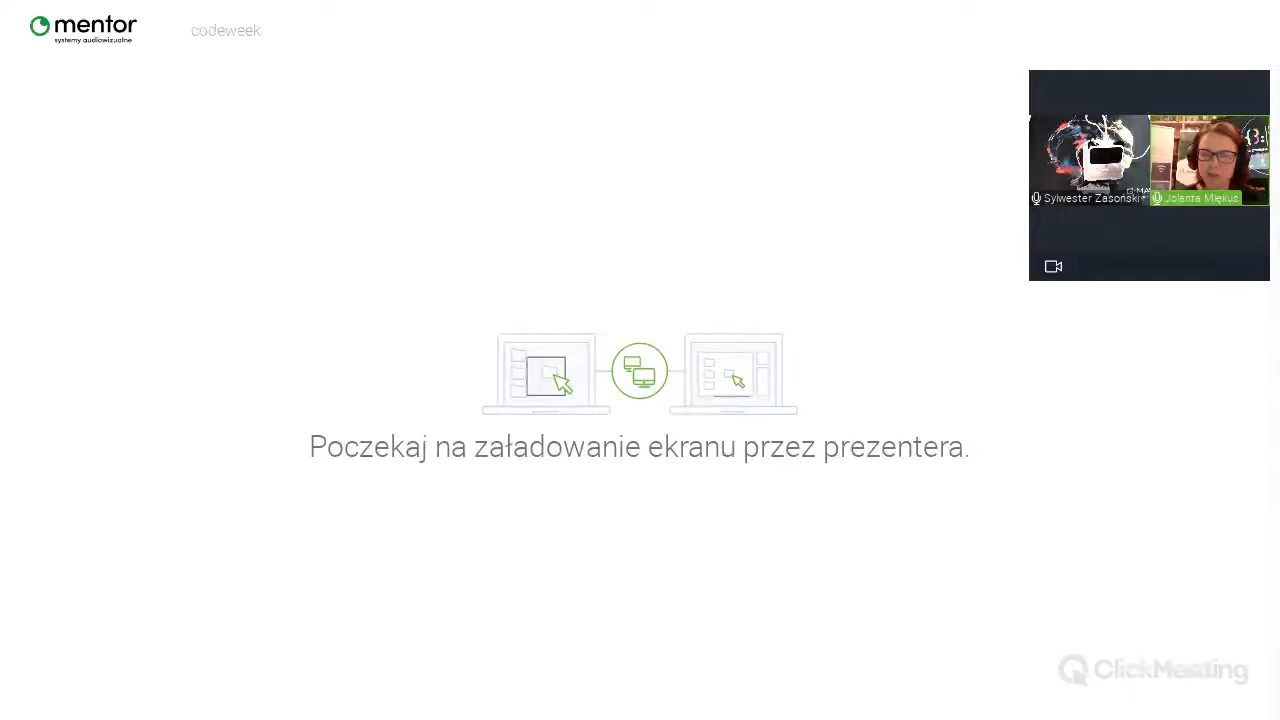 mentor
systemy audiowizualne
codeweek
Sylwester Zasoński
Jolanta Miękus
Poczekaj na załadowanie ekranu przez prezentera.
ClickMeeting